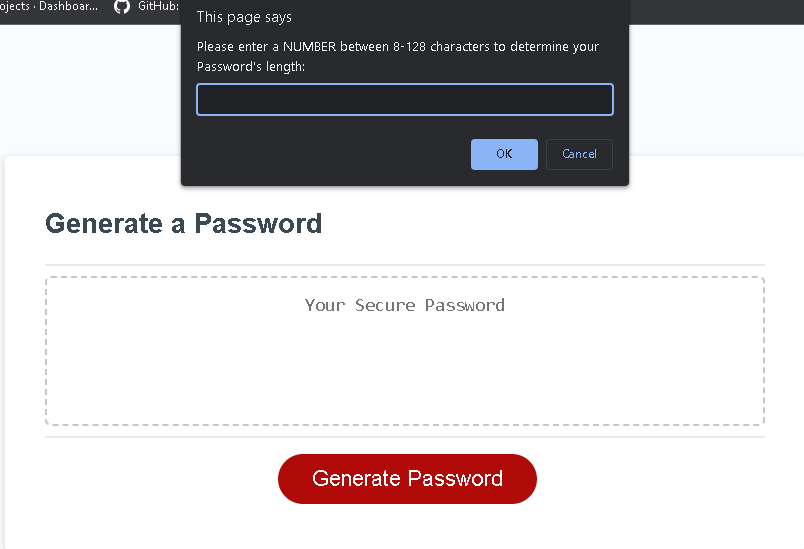 ojects · Dashboar... GitHub:
This page says
Please enter a NUMBER between 8-128 characters to determine your
Password's length:
OK Cancel
Generate a Password
Your Secure Password
Generate Password